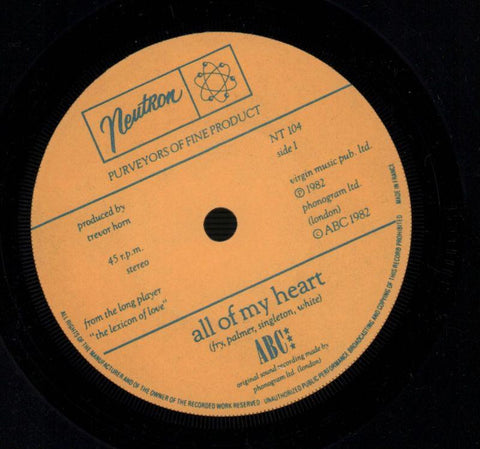 Neutron
PURVEYORS OF FINE PRODUCT
NT 104
side 1
produced by
trevor horn
45 r.p.m.
stereo
virgin music pub. ltd.
℗ 1982
phonogram ltd.
(london)
© ABC 1982
MADE IN FRANCE
from the long player
"the lexicon of love"
all of my heart
(fry, palmer, singleton, white)
ABC
original sound recording made by
phonogram ltd. (london)
ALL RIGHTS OF THE MANUFACTURER AND OF THE OWNER OF THE RECORDED WORK RESERVED · UNAUTHORIZED PUBLIC PERFORMANCE BROADCASTING AND COPYING OF THIS RECORD PROHIBITED